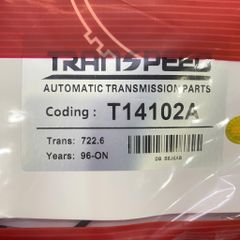 TRANSPEED
AUTOMATIC TRANSMISSION PARTS
Coding : T14102A
Trans: 722.6
Years: 96-ON